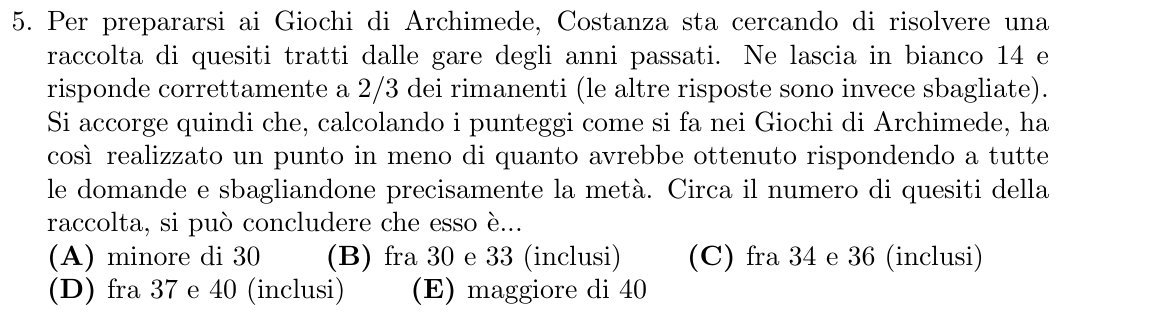 5. Per prepararsi ai Giochi di Archimede, Costanza sta cercando di risolvere una
raccolta di quesiti tratti dalle gare degli anni passati. Ne lascia in bianco 14 e
risponde correttamente a 2/3 dei rimanenti (le altre risposte sono invece sbagliate).
Si accorge quindi che, calcolando i punteggi come si fa nei Giochi di Archimede, ha
così realizzato un punto in meno di quanto avrebbe ottenuto rispondendo a tutte
le domande e sbagliandone precisamente la metà. Circa il numero di quesiti della
raccolta, si può concludere che esso è...
(A) minore di 30 (B) fra 30 e 33 (inclusi) (C) fra 34 e 36 (inclusi)
(D) fra 37 e 40 (inclusi) (E) maggiore di 40